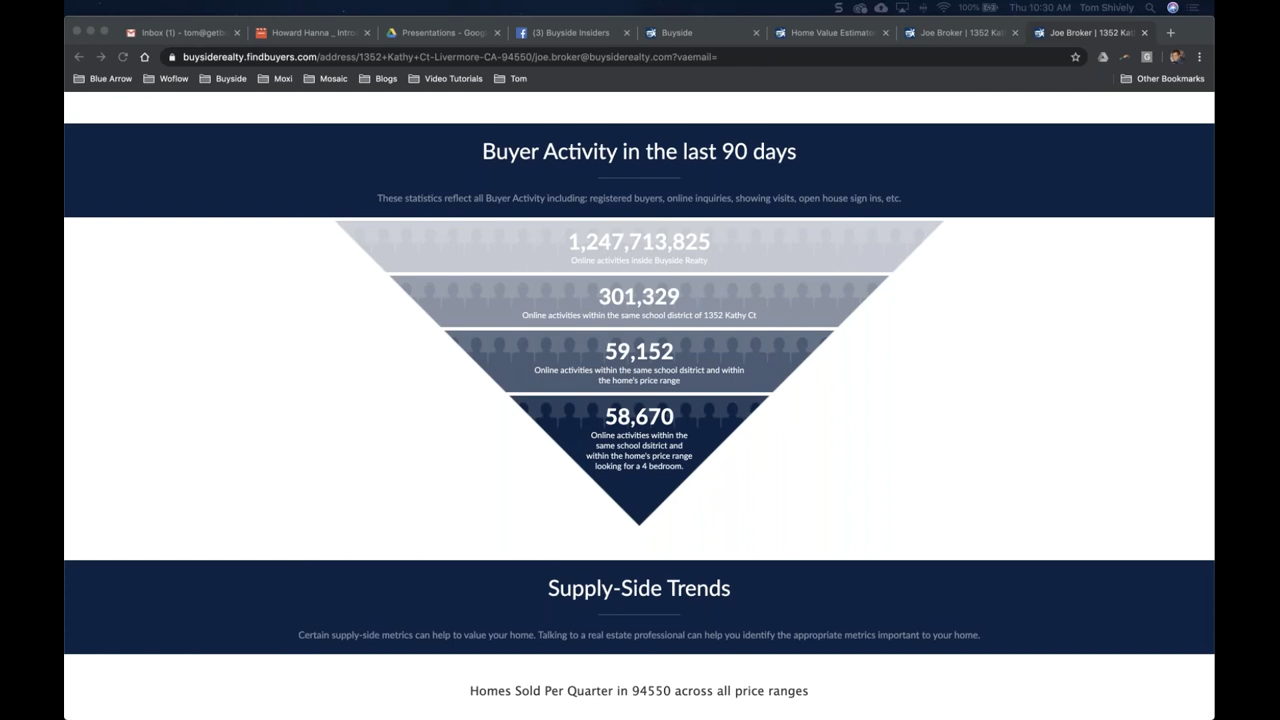 100% Thu 10:30 AM Tom Shively
Inbox (1) - tom@getb
Howard Hanna _ Intro
Presentations - Goog
(3) Buyside Insiders
Buyside
Home Value Estimato
Joe Broker | 1352 Kat
Joe Broker | 1352 Kat
buysiderealty.findbuyers.com/address/1352+Kathy+Ct-Livermore-CA-94550/joe.broker@buysiderealty.com?vaemail=
Blue Arrow Woflow Buyside Moxi Mosaic Blogs Video Tutorials Tom Other Bookmarks
Buyer Activity in the last 90 days
These statistics reflect all Buyer Activity including: registered buyers, online inquiries, showing visits, open house sign ins, etc.
1,247,713,825
Online activities inside Buyside Realty
301,329
Online activities within the same school district of 1352 Kathy Ct
59,152
Online activities within the same school dsitrict and within
the home's price range
58,670
Online activities within the
same school dsitrict and
within the home's price range
looking for a 4 bedroom.
Supply-Side Trends
Certain supply-side metrics can help to value your home. Talking to a real estate professional can help you identify the appropriate metrics important to your home.
Homes Sold Per Quarter in 94550 across all price ranges